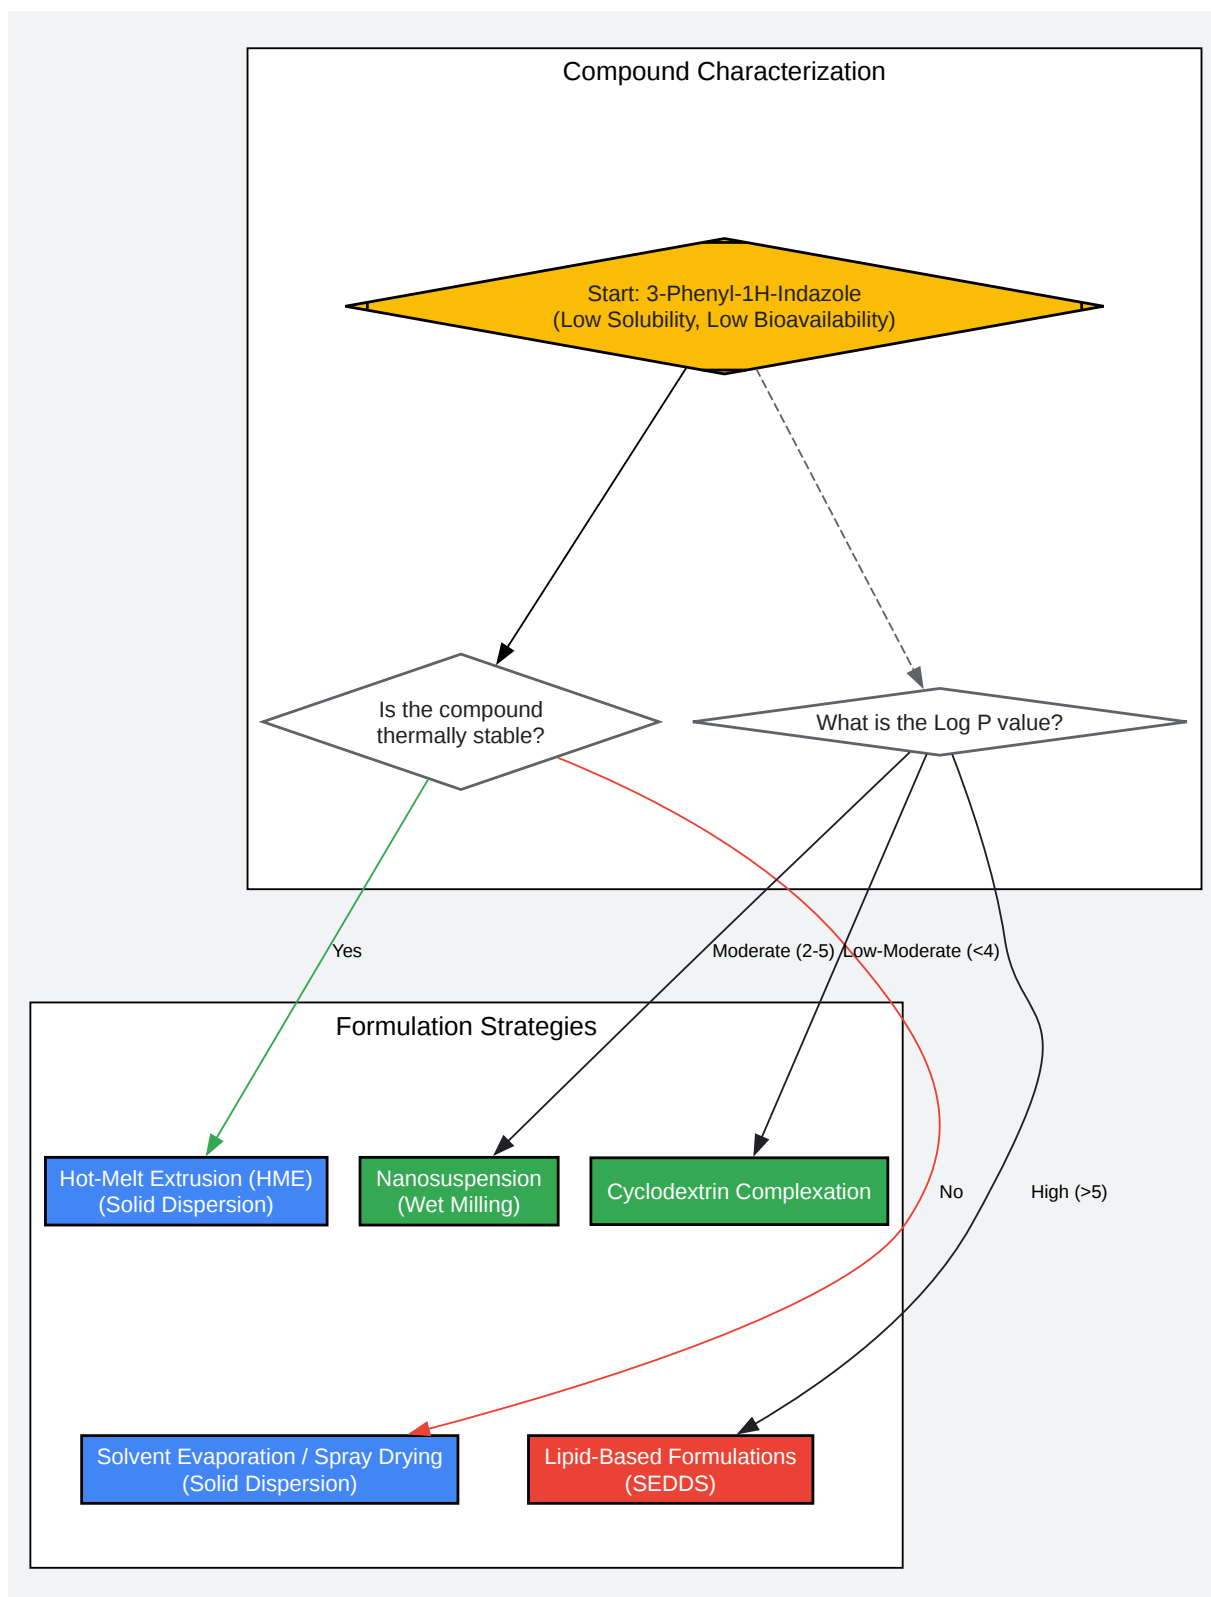 Compound Characterization
Start: 3-Phenyl-1H-Indazole
(Low Solubility, Low Bioavailability)
Is the compound
thermally stable?
What is the Log P value?
Yes
Moderate (2-5)
Low-Moderate (<4)
Formulation Strategies
Hot-Melt Extrusion (HME)
(Solid Dispersion)
Nanosuspension
(Wet Milling)
Cyclodextrin Complexation
No
High (>5)
Solvent Evaporation / Spray Drying
(Solid Dispersion)
Lipid-Based Formulations
(SEDDS)